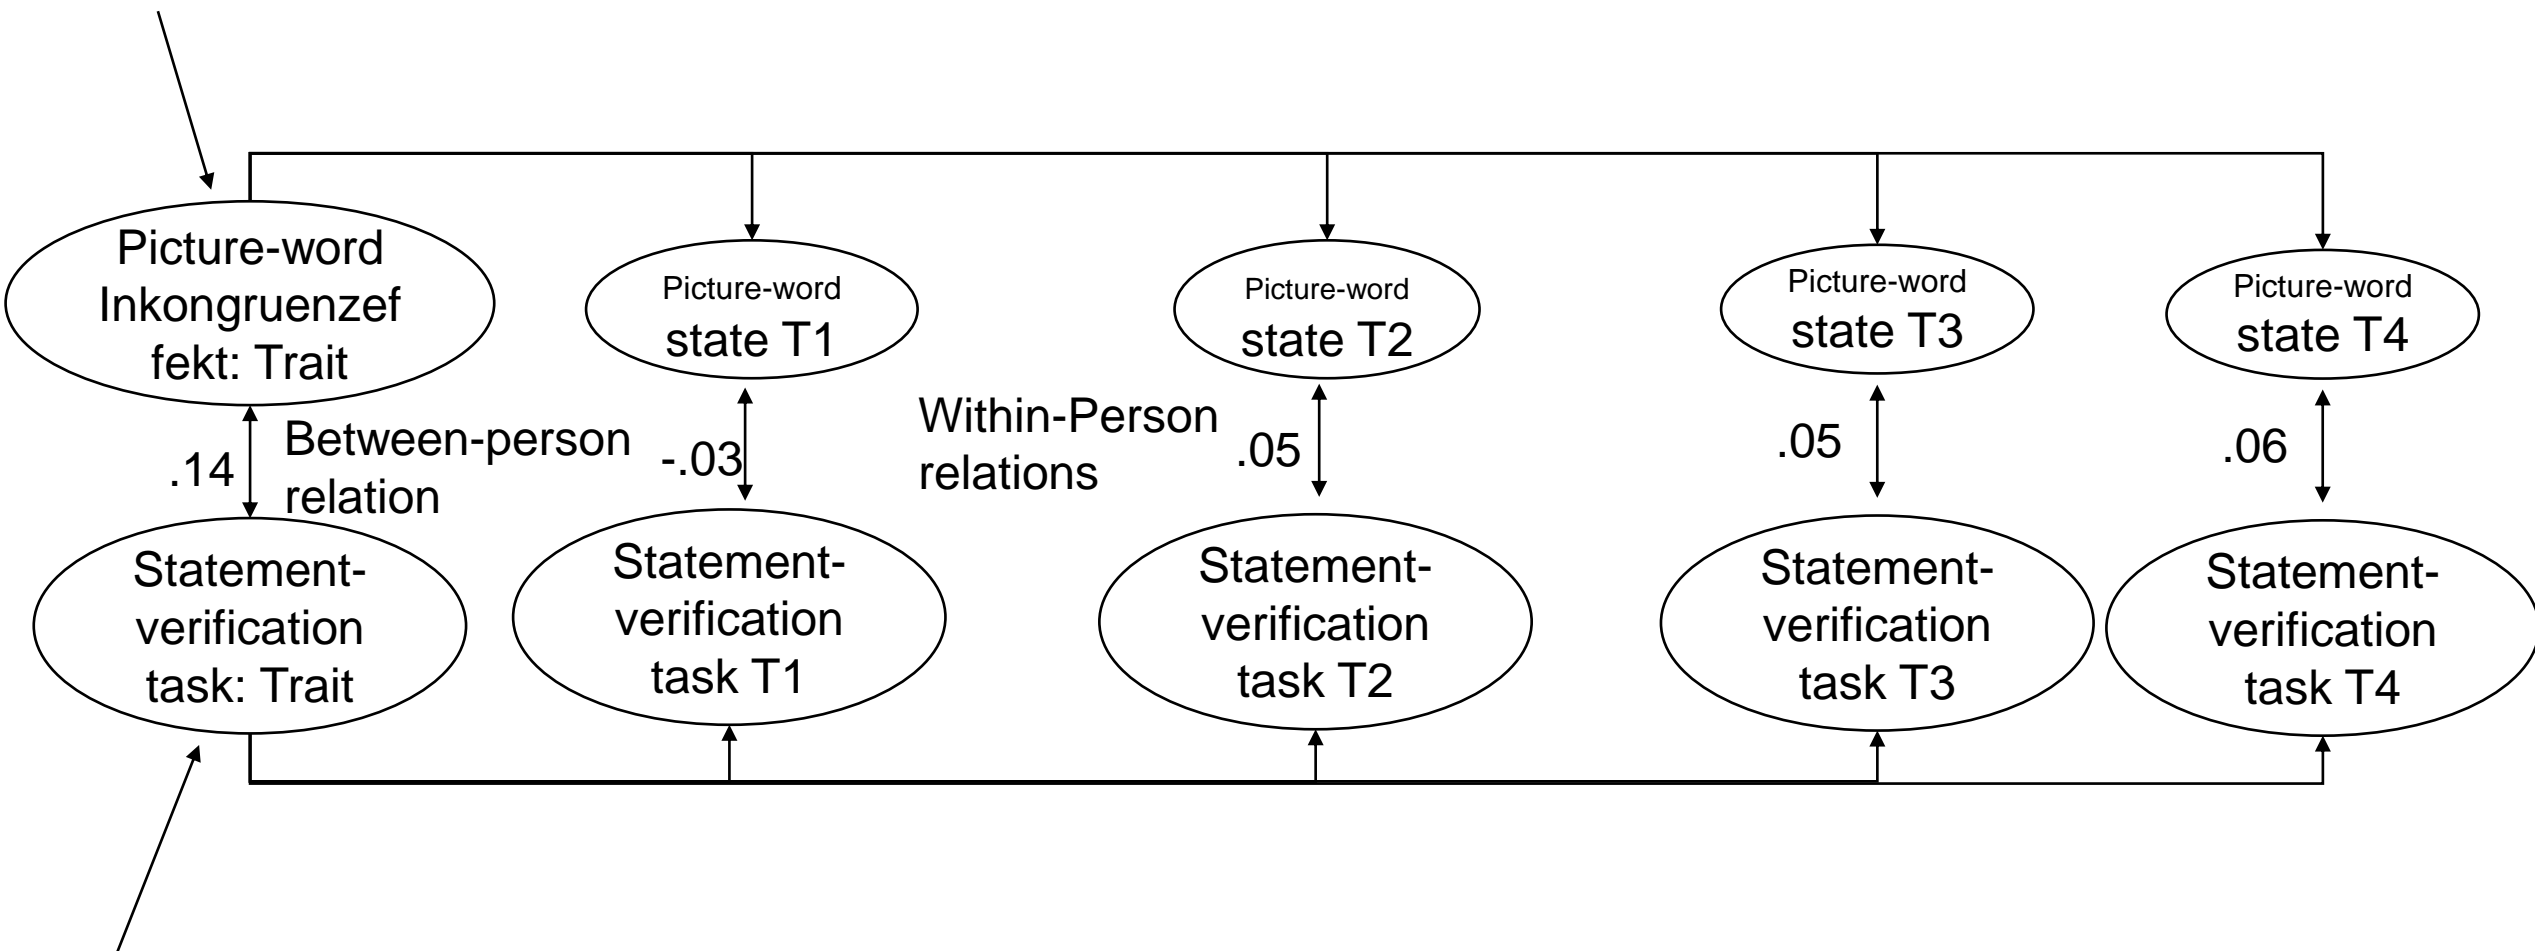 Picture-word
Inkongruenzef
fekt: Trait
Picture-word
state T1
Picture-word
state T2
Picture-word
state T3
Picture-word
state T4
.14
Between-person
relation
-.03
Within-Person
relations
.05
.05
.06
Statement-
verification
task: Trait
Statement-
verification
task T1
Statement-
verification
task T2
Statement-
verification
task T3
Statement-
verification
task T4